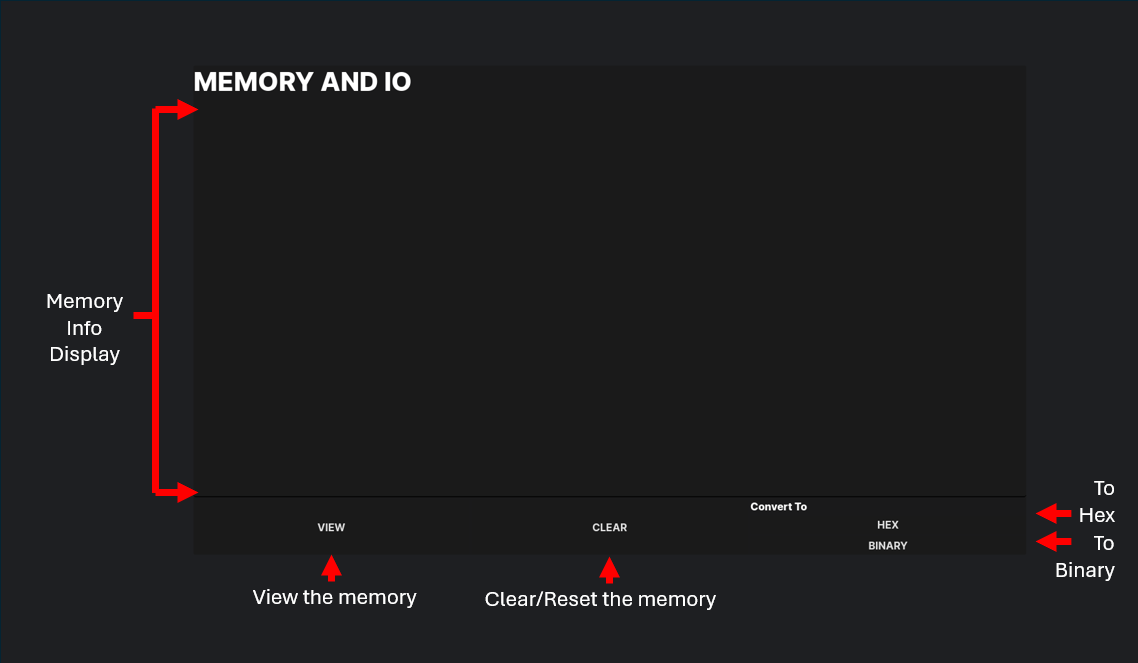 MEMORY AND IO
Memory
Info
Display
Convert To
VIEW
CLEAR
HEX
BINARY
To
Hex
To
Binary
View the memory
Clear/Reset the memory